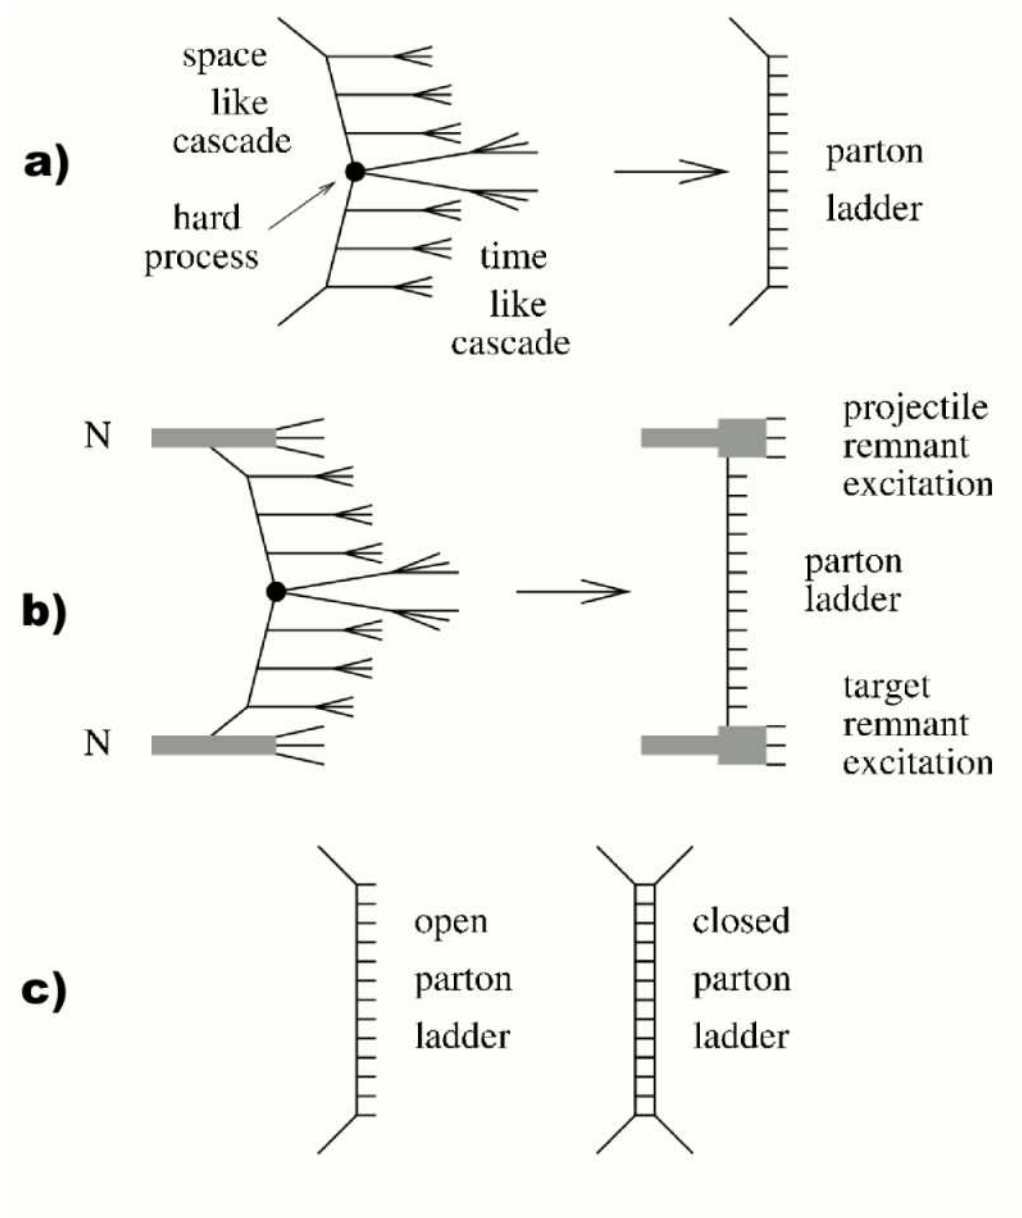 a)
space
like
cascade
hard
process
time
like
cascade
parton
ladder
b)
N
N
projectile
remnant
excitation
parton
ladder
target
remnant
excitation
c)
open
parton
ladder
closed
parton
ladder